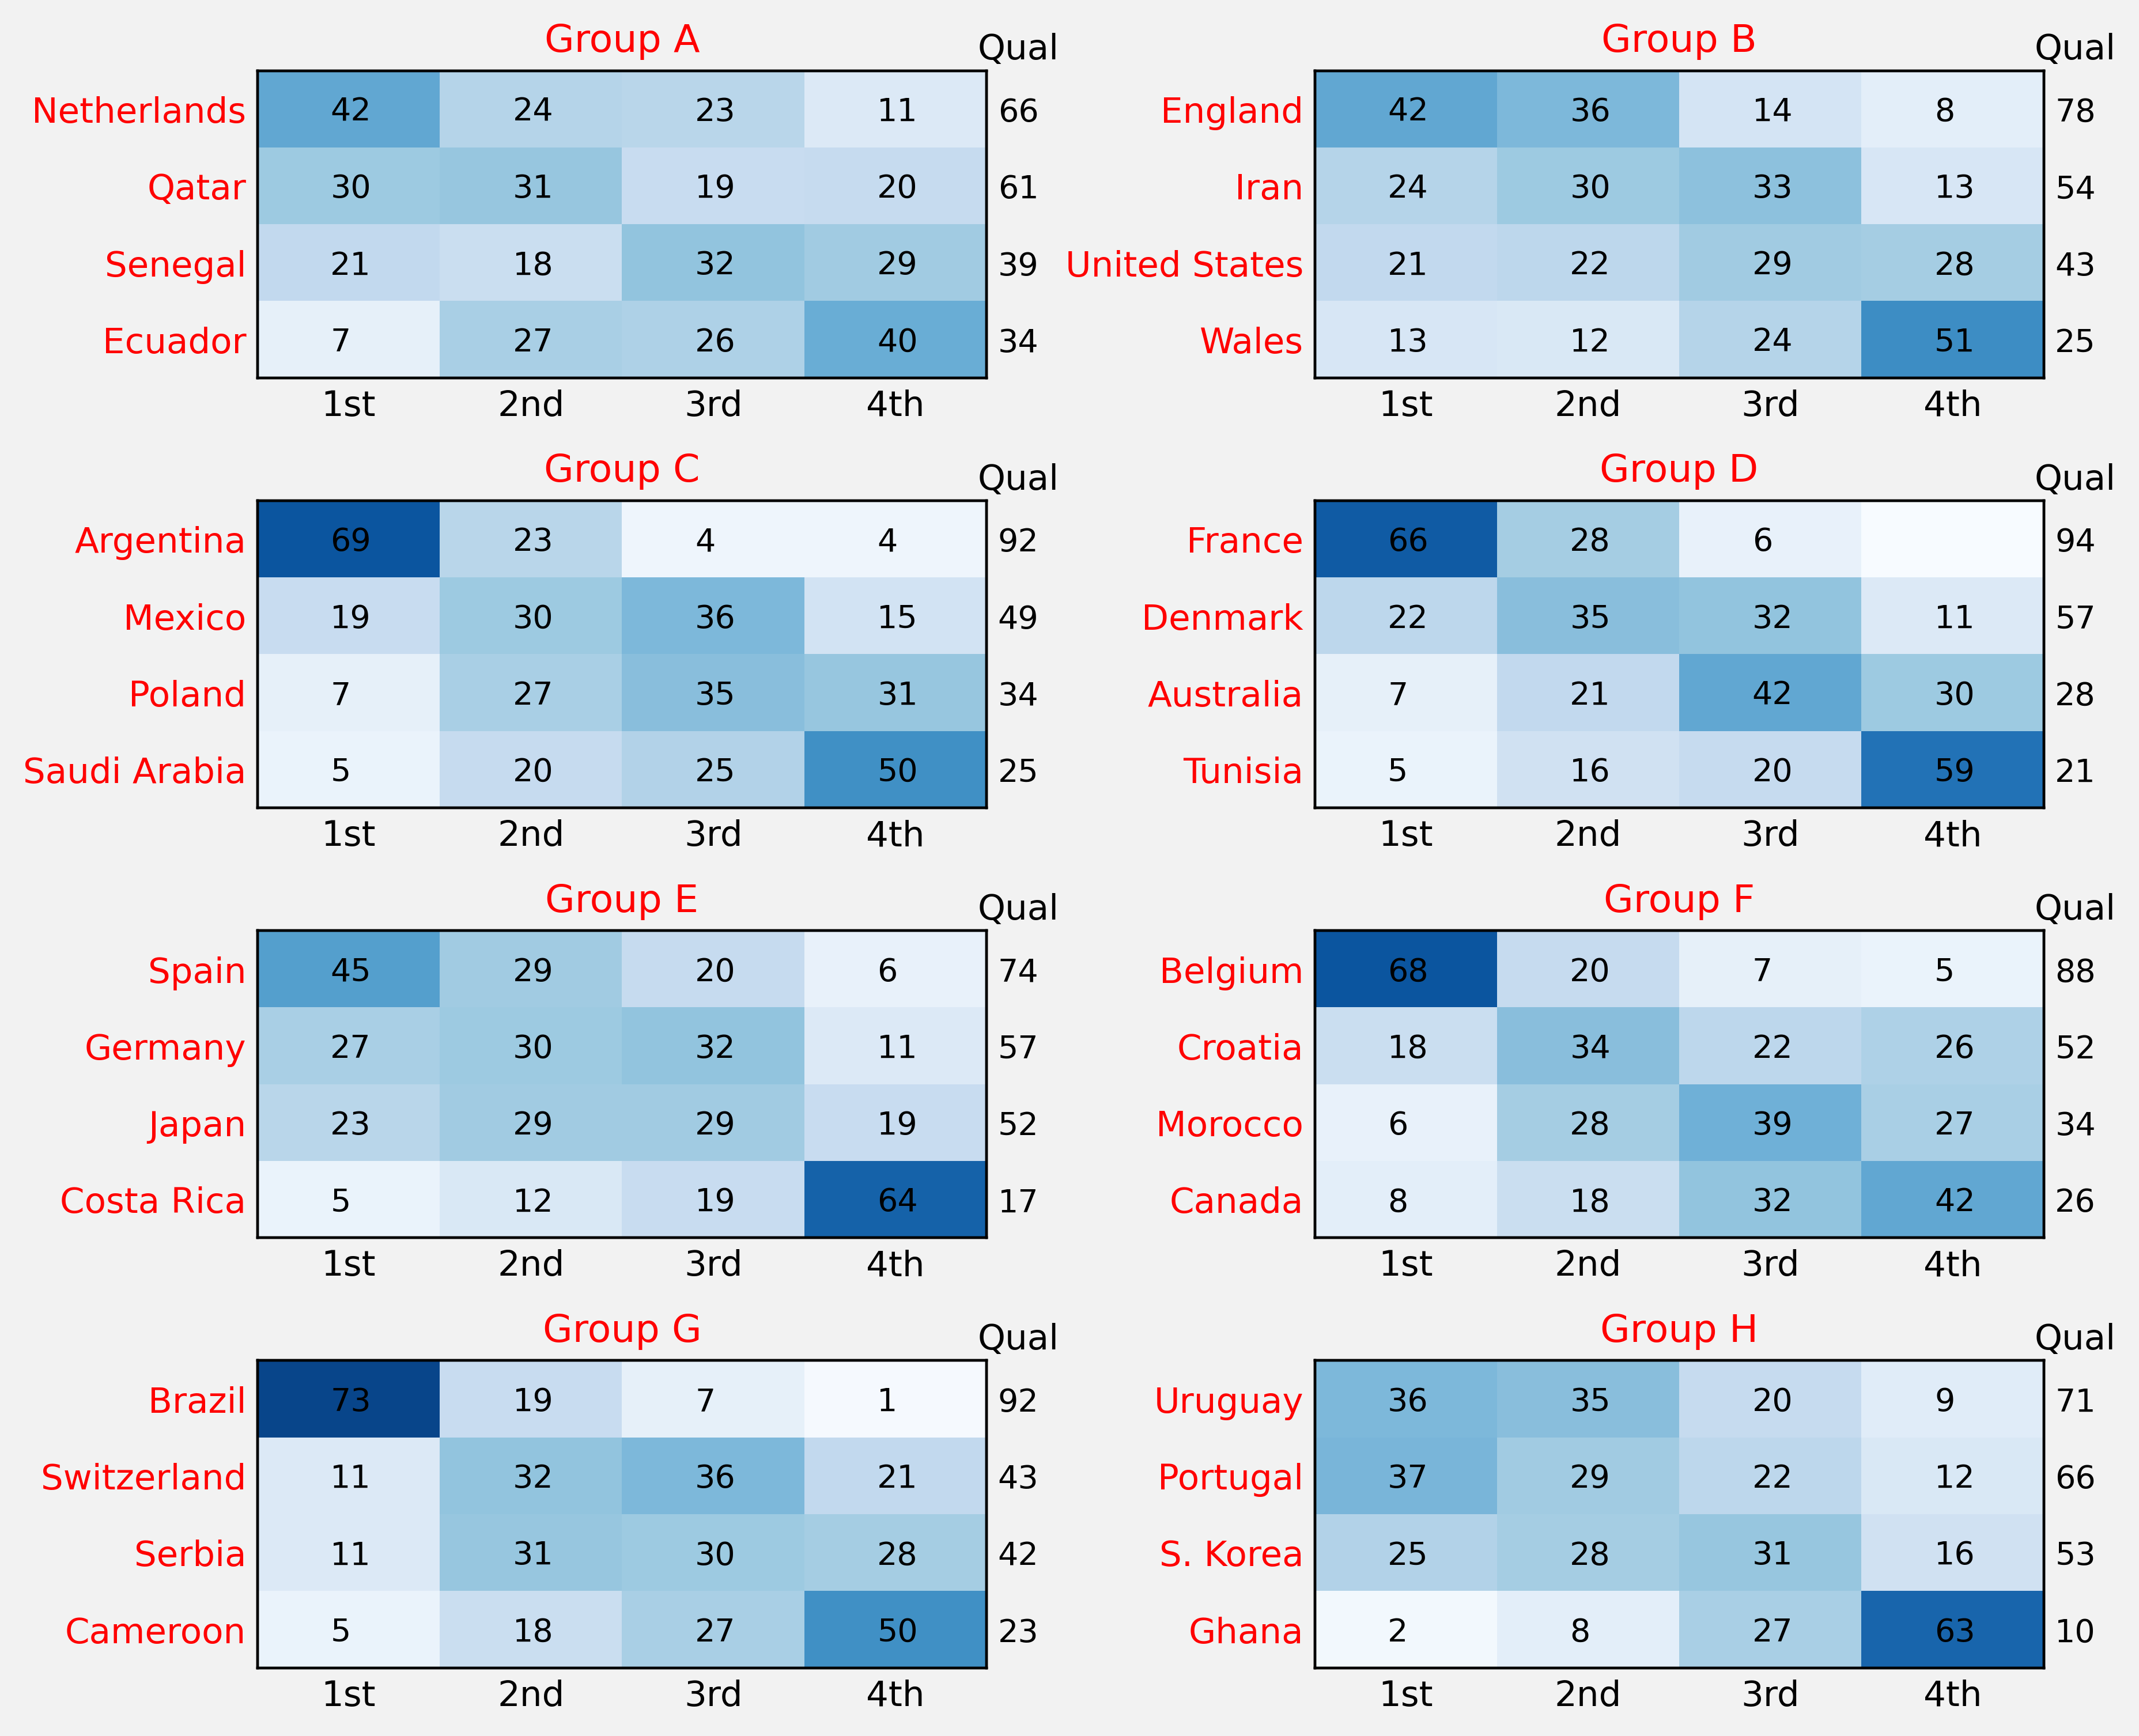 Group A Qual
Netherlands 42 24 23 11 66
Qatar 30 31 19 20 61
Senegal 21 18 32 29 39
Ecuador 7 27 26 40 34
1st 2nd 3rd 4th
Group B Qual
England 42 36 14 8 78
Iran 24 30 33 13 54
United States 21 22 29 28 43
Wales 13 12 24 51 25
1st 2nd 3rd 4th
Group C Qual
Argentina 69 23 4 4 92
Mexico 19 30 36 15 49
Poland 7 27 35 31 34
Saudi Arabia 5 20 25 50 25
1st 2nd 3rd 4th
Group D Qual
France 66 28 6 94
Denmark 22 35 32 11 57
Australia 7 21 42 30 28
Tunisia 5 16 20 59 21
1st 2nd 3rd 4th
Group E Qual
Spain 45 29 20 6 74
Germany 27 30 32 11 57
Japan 23 29 29 19 52
Costa Rica 5 12 19 64 17
1st 2nd 3rd 4th
Group F Qual
Belgium 68 20 7 5 88
Croatia 18 34 22 26 52
Morocco 6 28 39 27 34
Canada 8 18 32 42 26
1st 2nd 3rd 4th
Group G Qual
Brazil 73 19 7 1 92
Switzerland 11 32 36 21 43
Serbia 11 31 30 28 42
Cameroon 5 18 27 50 23
1st 2nd 3rd 4th
Group H Qual
Uruguay 36 35 20 9 71
Portugal 37 29 22 12 66
S. Korea 25 28 31 16 53
Ghana 2 8 27 63 10
1st 2nd 3rd 4th